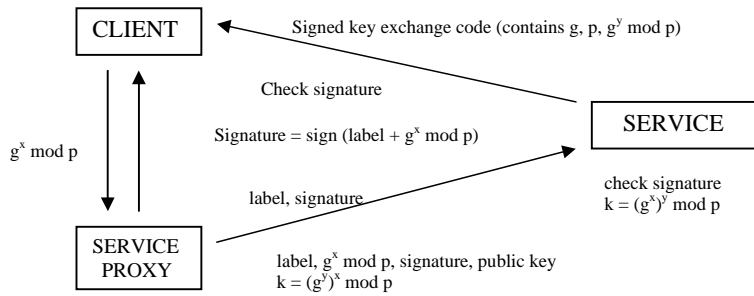 CLIENT
Signed key exchange code (contains g, p, g^y mod p)
Check signature
SERVICE
Signature = sign (label + g^x mod p)
g^x mod p
check signature
k = (g^x)^y mod p
label, signature
SERVICE
PROXY
label, g^x mod p, signature, public key
k = (g^y)^x mod p